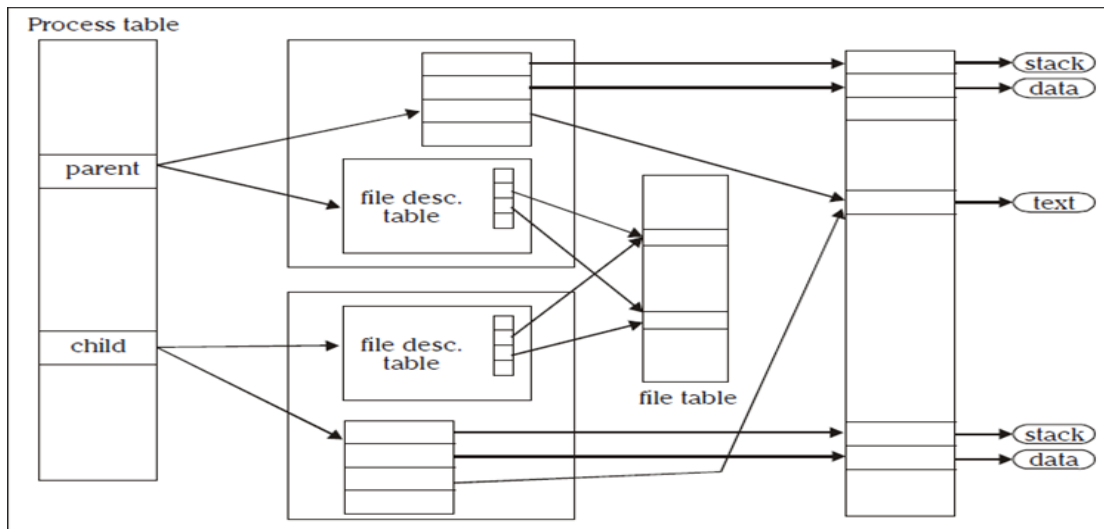 Process table
stack
data
parent
file desc.
table
text
child
file desc.
table
file table
stack
data